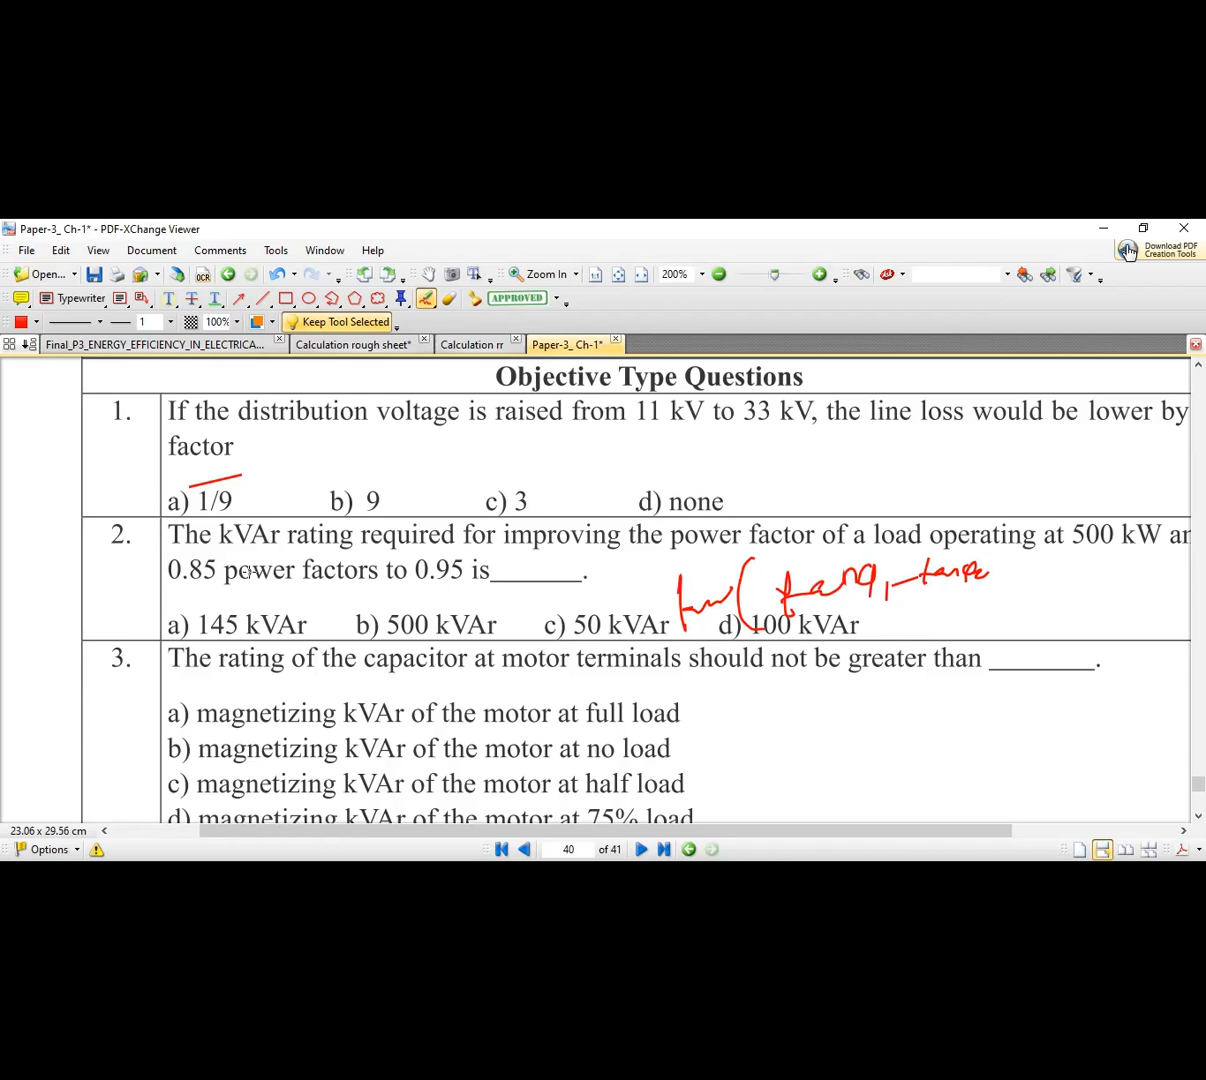 Paper-3_ Ch-1* - PDF-XChange Viewer
File Edit View Document Comments Tools Window Help
Download PDF Creation Tools
Open... OCR Zoom In 200%
Typewriter APPROVED
1 100% Keep Tool Selected
Final_P3_ENERGY_EFFICIENCY_IN_ELECTRICA... Calculation rough sheet* Calculation rr Paper-3_ Ch-1*
Objective Type Questions
1. If the distribution voltage is raised from 11 kV to 33 kV, the line loss would be lower by
factor
a) 1/9 b) 9 c) 3 d) none
2. The kVAr rating required for improving the power factor of a load operating at 500 kW an
0.85 power factors to 0.95 is_______.
a) 145 kVAr b) 500 kVAr c) 50 kVAr d) 100 kVAr
3. The rating of the capacitor at motor terminals should not be greater than ________.
a) magnetizing kVAr of the motor at full load
b) magnetizing kVAr of the motor at no load
c) magnetizing kVAr of the motor at half load
d) magnetizing kVAr of the motor at 75% load
23.06 x 29.56 cm
Options 40 of 41